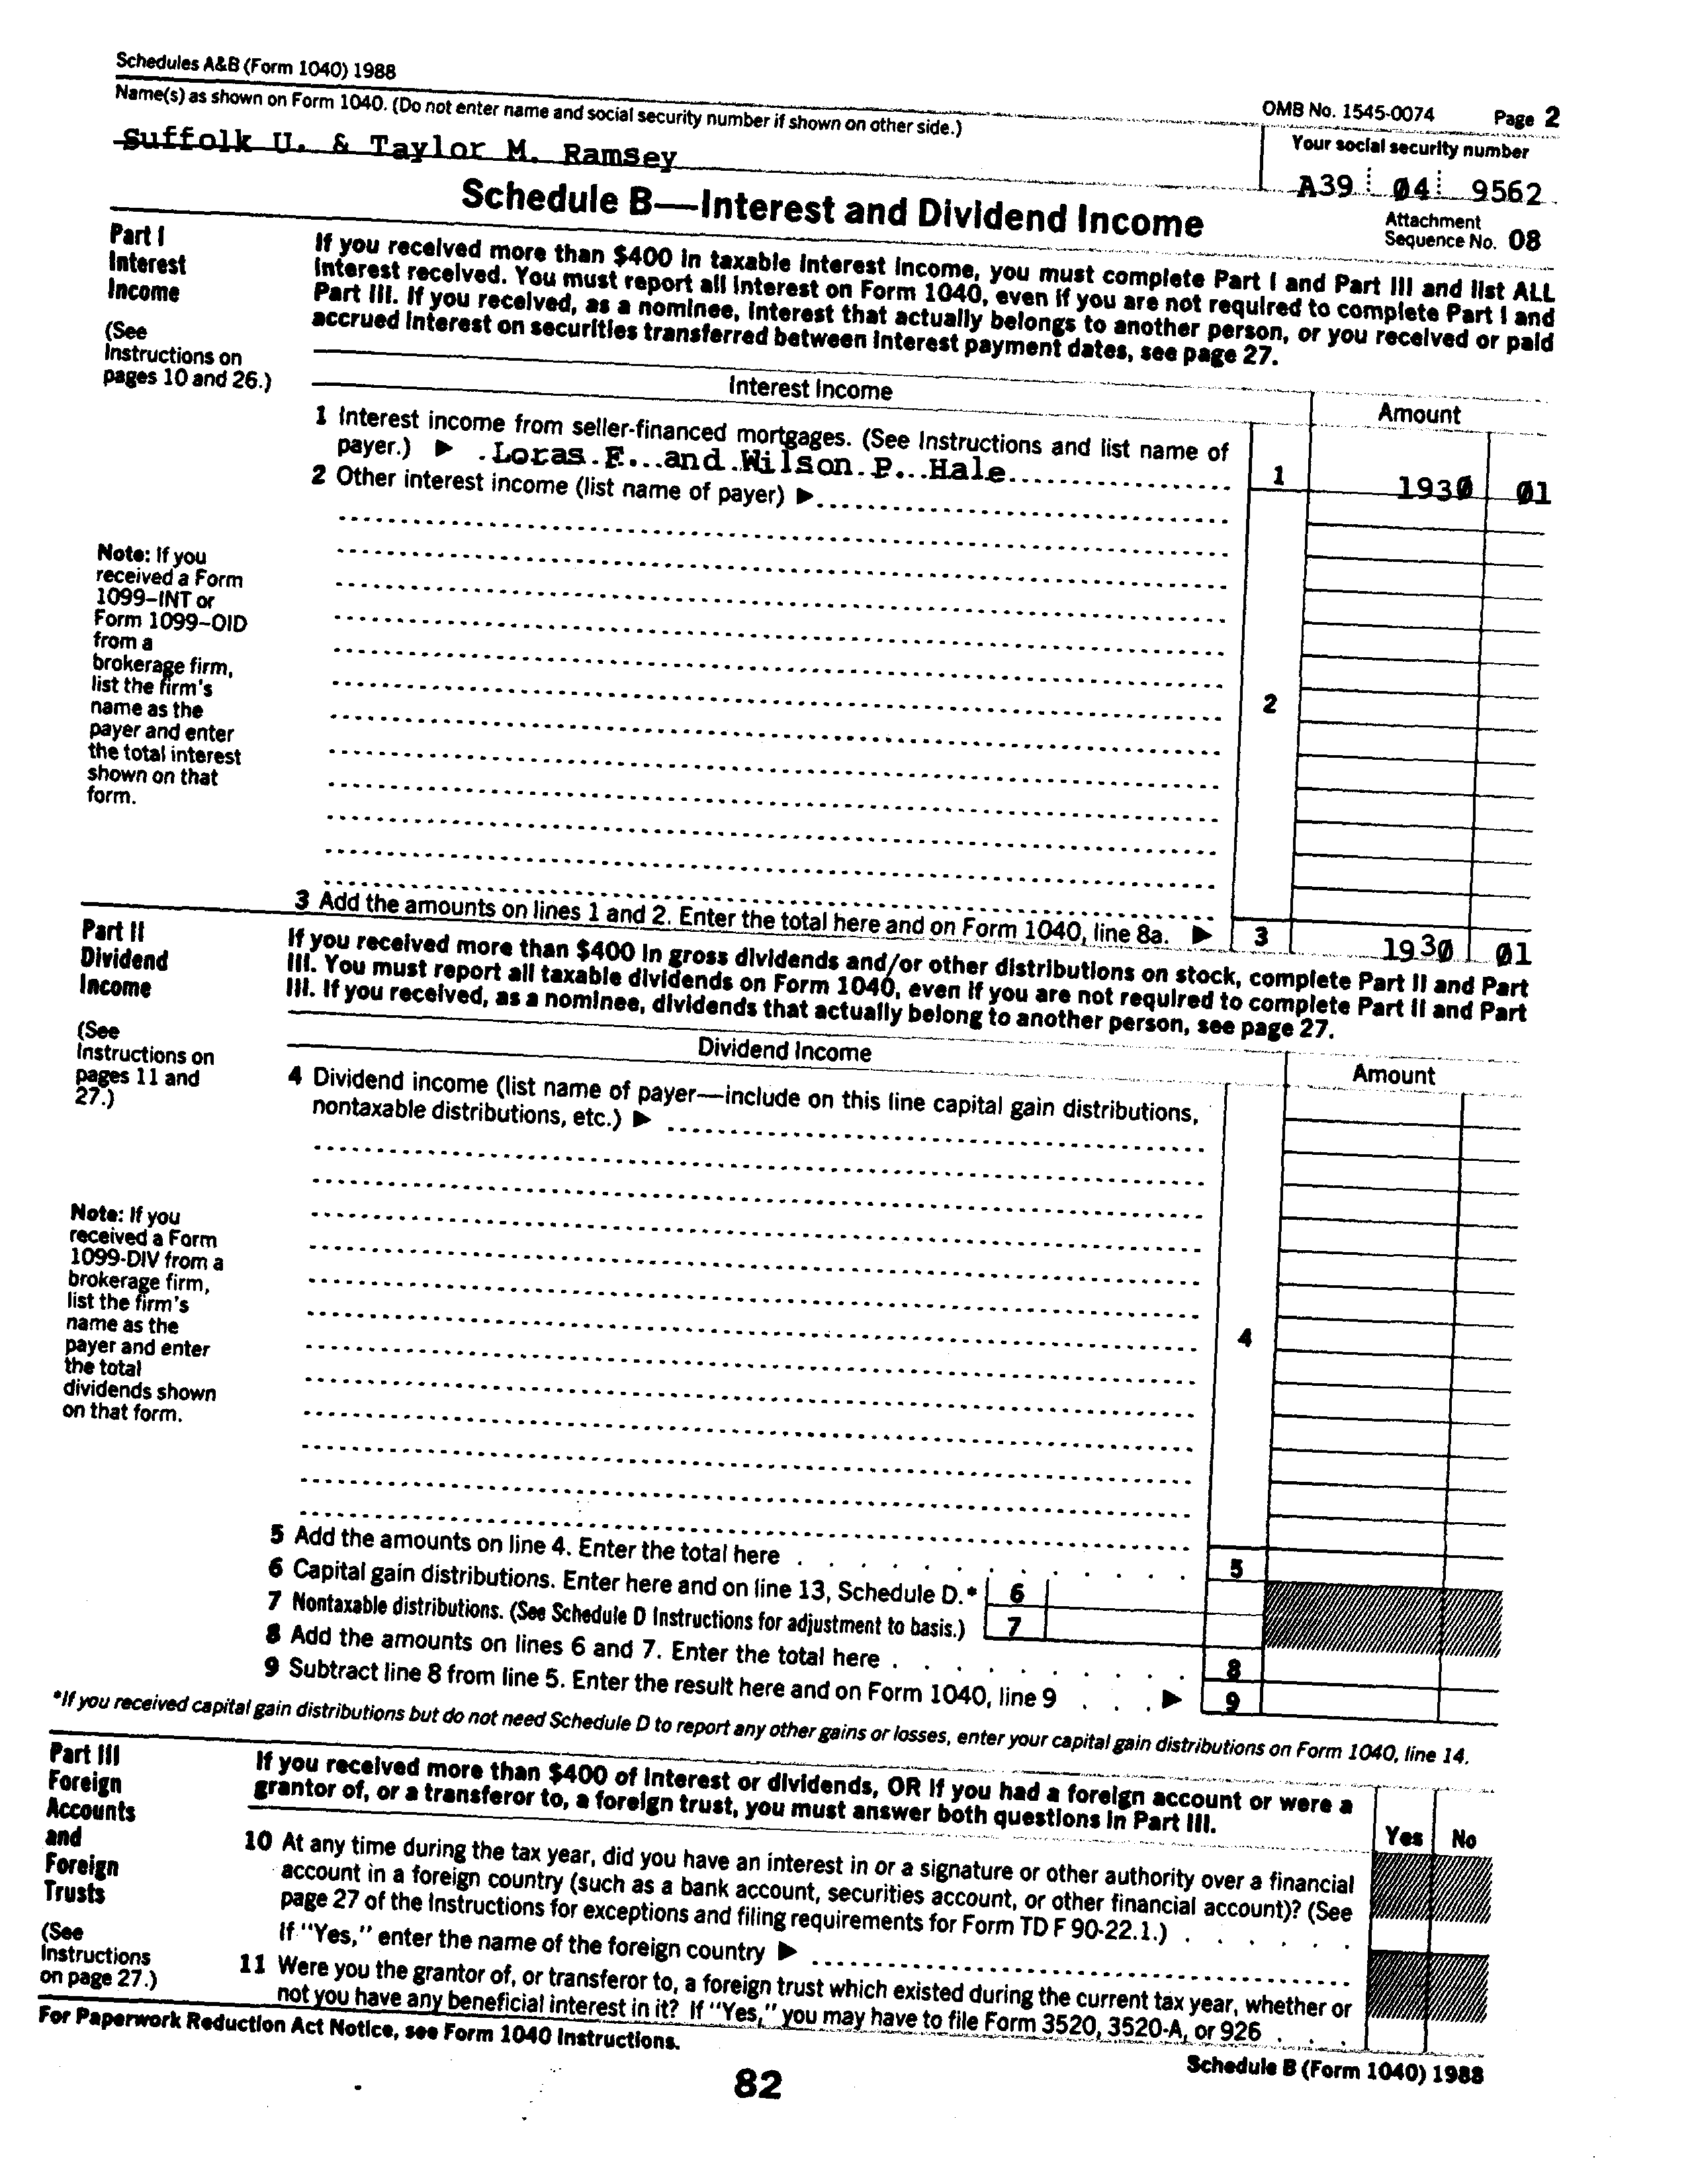 Schedules A&B (Form 1040) 1988
OMB No. 1545-0074 Page 2
Name(s) as shown on Form 1040. (Do not enter name and social security number if shown on other side.)
Your social security number
Suffolk U. & Taylor M. Ramsey
A39 04 9562
Schedule B—Interest and Dividend Income
Attachment
Sequence No. 08
Part I
Interest
Income
(See
Instructions on
pages 10 and 26.)
If you received more than $400 in taxable interest income, you must complete Part I and Part III and list ALL
interest received. You must report all interest on Form 1040, even if you are not required to complete Part I and
Part III. If you received, as a nominee, interest that actually belongs to another person, or you received or paid
accrued interest on securities transferred between interest payment dates, see page 27.
Interest Income
Amount
1 Interest income from seller-financed mortgages. (See Instructions and list name of
payer.) ▶ Loras F. and Wilson P. Hale
1 1930 01
2 Other interest income (list name of payer) ▶
Note: If you
received a Form
1099–INT or
Form 1099–OID
from a
brokerage firm,
list the firm's
name as the
payer and enter
the total interest
shown on that
form.
2
3 Add the amounts on lines 1 and 2. Enter the total here and on Form 1040, line 8a. ▶ 3 1930 01
Part II
Dividend
Income
(See
Instructions on
pages 11 and
27.)
If you received more than $400 in gross dividends and/or other distributions on stock, complete Part II and Part
III. You must report all taxable dividends on Form 1040, even if you are not required to complete Part II and Part
III. If you received, as a nominee, dividends that actually belong to another person, see page 27.
Dividend Income
Amount
4 Dividend income (list name of payer—include on this line capital gain distributions,
nontaxable distributions, etc.) ▶
Note: If you
received a Form
1099-DIV from a
brokerage firm,
list the firm's
name as the
payer and enter
the total
dividends shown
on that form.
4
5 Add the amounts on line 4. Enter the total here . . . . . . . . . . . 5
6 Capital gain distributions. Enter here and on line 13, Schedule D.* 6
7 Nontaxable distributions. (See Schedule D Instructions for adjustment to basis.) 7
8 Add the amounts on lines 6 and 7. Enter the total here . . . . . . . . . 8
9 Subtract line 8 from line 5. Enter the result here and on Form 1040, line 9 . . . ▶ 9
*If you received capital gain distributions but do not need Schedule D to report any other gains or losses, enter your capital gain distributions on Form 1040, line 14.
Part III
Foreign
Accounts
and
Foreign
Trusts
(See
Instructions
on page 27.)
If you received more than $400 of interest or dividends, OR if you had a foreign account or were a
grantor of, or a transferor to, a foreign trust, you must answer both questions in Part III.
Yes No
10 At any time during the tax year, did you have an interest in or a signature or other authority over a financial
account in a foreign country (such as a bank account, securities account, or other financial account)? (See
page 27 of the Instructions for exceptions and filing requirements for Form TD F 90-22.1.) . . . . . .
If "Yes," enter the name of the foreign country ▶
11 Were you the grantor of, or transferor to, a foreign trust which existed during the current tax year, whether or
not you have any beneficial interest in it? If "Yes," you may have to file Form 3520, 3520-A, or 926 . . .
For Paperwork Reduction Act Notice, see Form 1040 Instructions.
Schedule B (Form 1040) 1988
82